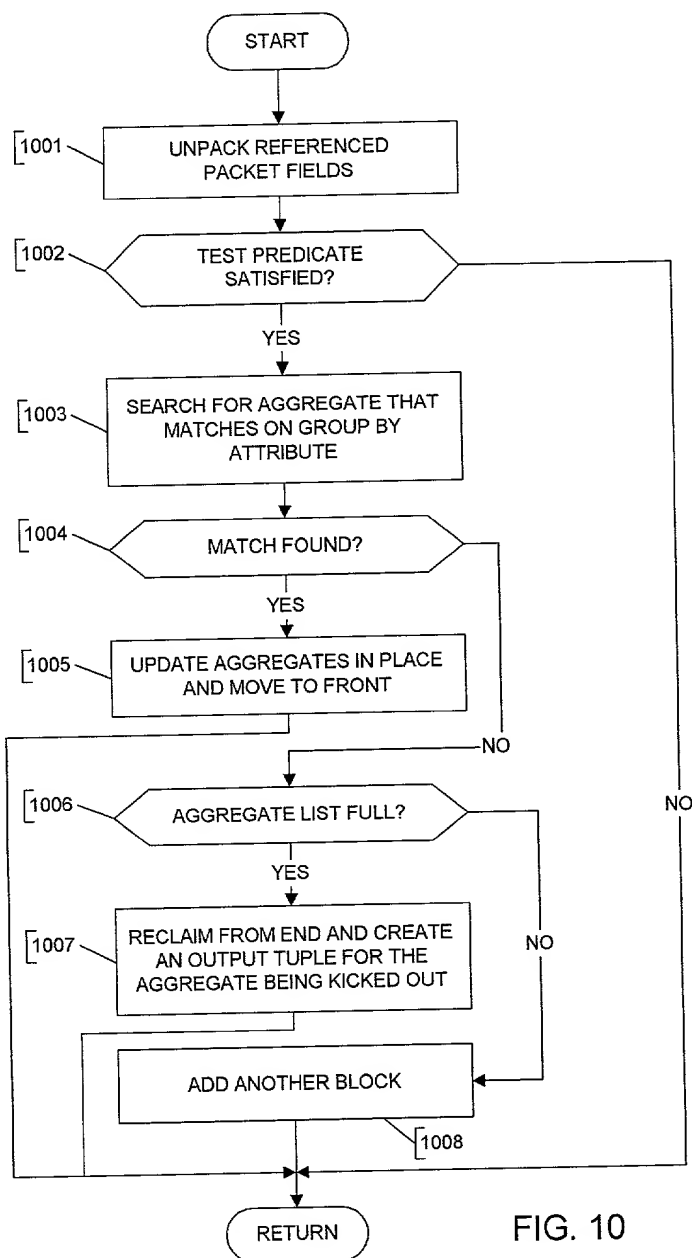 START
1001
UNPACK REFERENCED
PACKET FIELDS
1002
TEST PREDICATE
SATISFIED?
YES
1003
SEARCH FOR AGGREGATE THAT
MATCHES ON GROUP BY
ATTRIBUTE
1004
MATCH FOUND?
YES
1005
UPDATE AGGREGATES IN PLACE
AND MOVE TO FRONT
NO
1006
AGGREGATE LIST FULL?
NO
YES
1007
RECLAIM FROM END AND CREATE
AN OUTPUT TUPLE FOR THE
AGGREGATE BEING KICKED OUT
NO
ADD ANOTHER BLOCK
1008
RETURN
FIG. 10